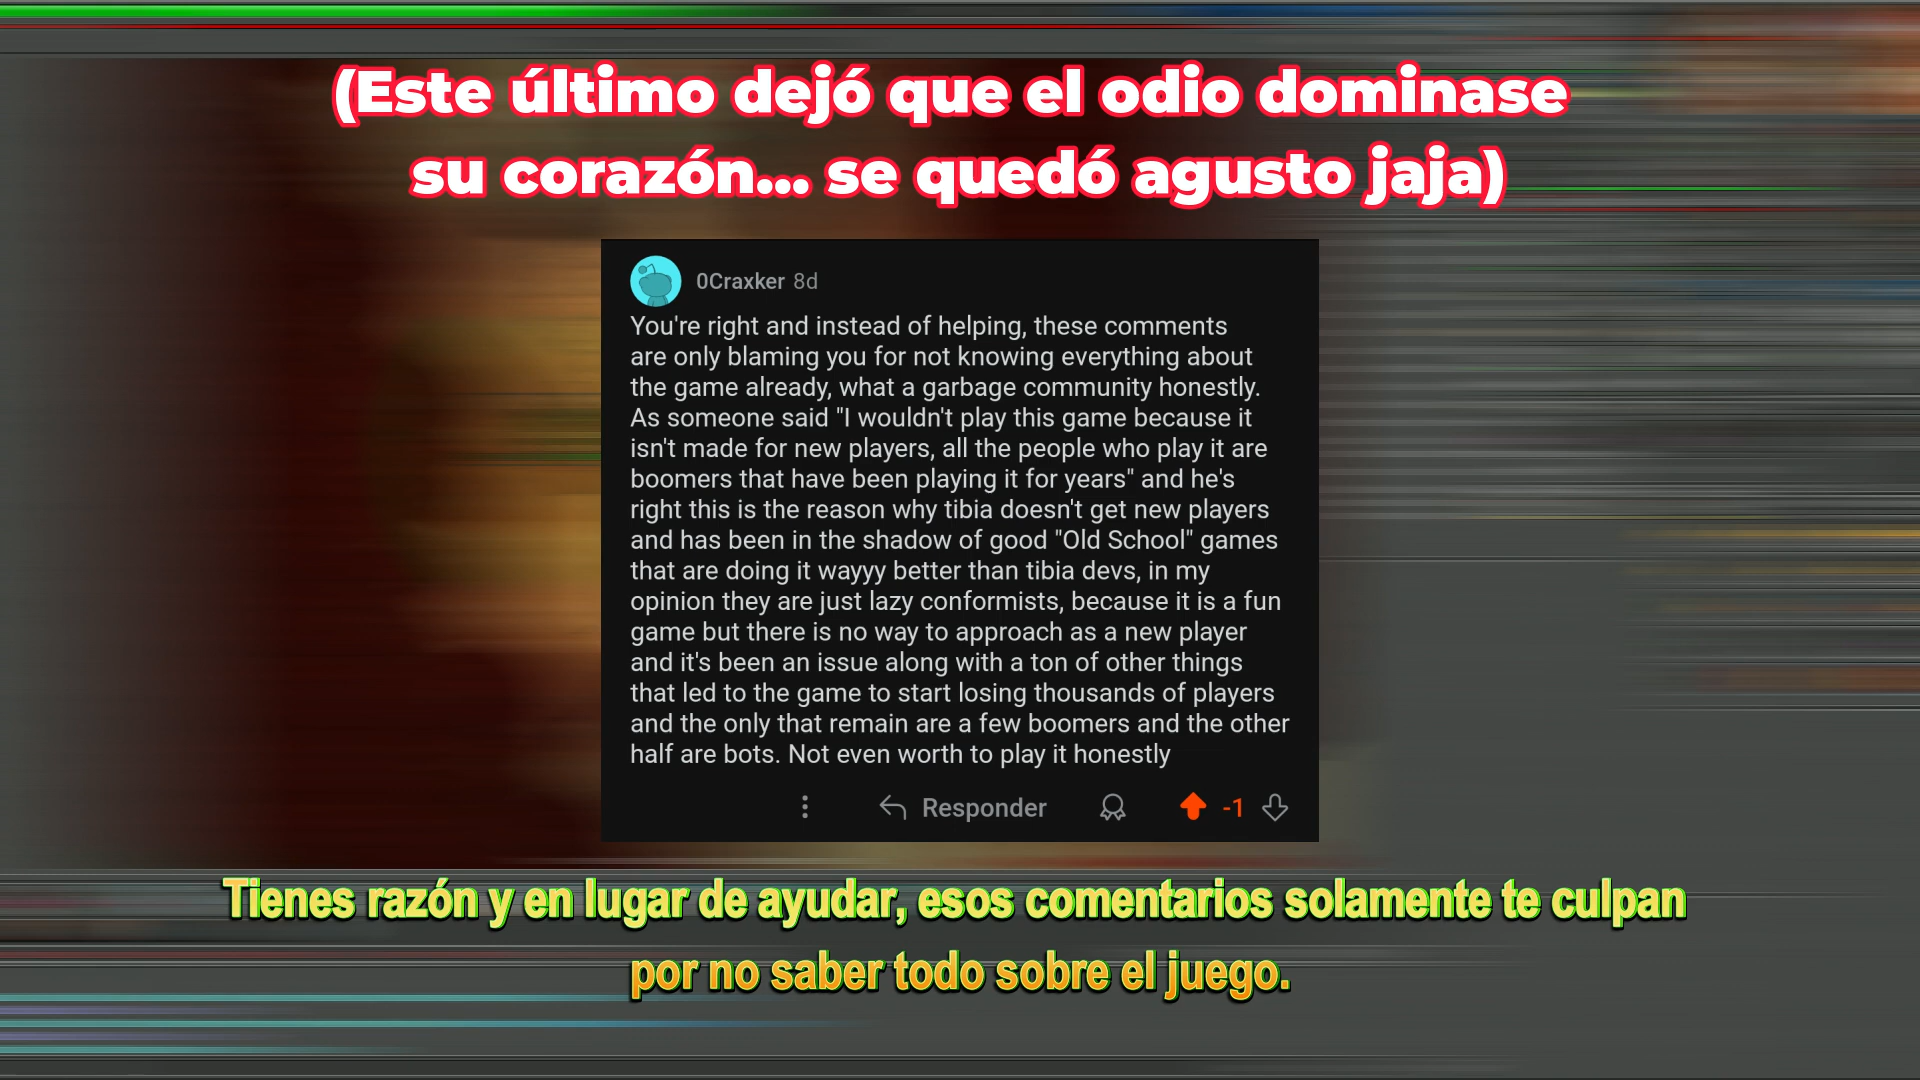 (Este último dejó que el odio dominase
su corazón... se quedó agusto jaja)
0Craxker 8d
You're right and instead of helping, these comments
are only blaming you for not knowing everything about
the game already, what a garbage community honestly.
As someone said "I wouldn't play this game because it
isn't made for new players, all the people who play it are
boomers that have been playing it for years" and he's
right this is the reason why tibia doesn't get new players
and has been in the shadow of good "Old School" games
that are doing it wayyy better than tibia devs, in my
opinion they are just lazy conformists, because it is a fun
game but there is no way to approach as a new player
and it's been an issue along with a ton of other things
that led to the game to start losing thousands of players
and the only that remain are a few boomers and the other
half are bots. Not even worth to play it honestly
Responder -1
Tienes razón y en lugar de ayudar, esos comentarios solamente te culpan
por no saber todo sobre el juego.